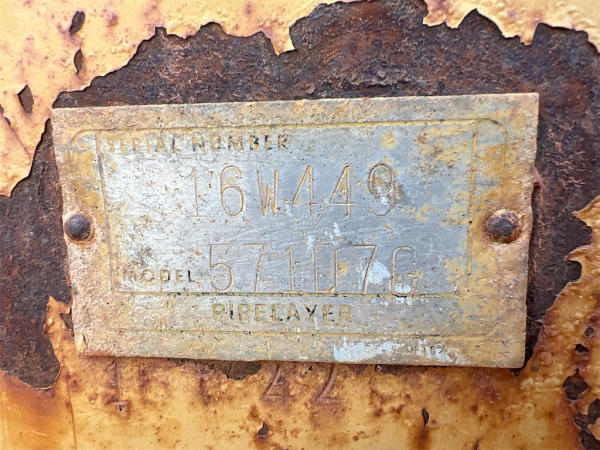 SERIAL NUMBER
16W449
MODEL 571D7G
PIPELAYER